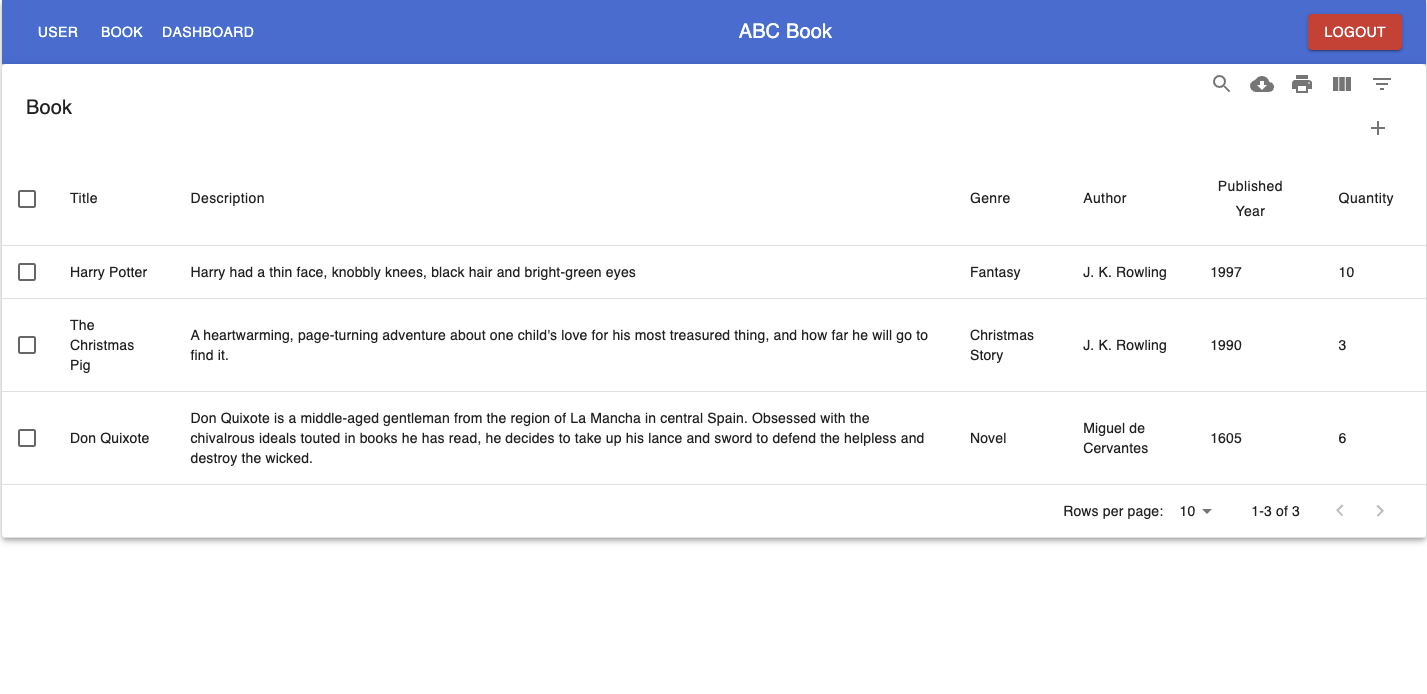 USER BOOK DASHBOARD ABC Book LOGOUT
Book
Title Description Genre Author Published Year Quantity
Harry Potter Harry had a thin face, knobbly knees, black hair and bright-green eyes Fantasy J. K. Rowling 1997 10
The
Christmas
Pig
A heartwarming, page-turning adventure about one child's love for his most treasured thing, and how far he will go to
find it.
Christmas
Story
J. K. Rowling 1990 3
Don Quixote
Don Quixote is a middle-aged gentleman from the region of La Mancha in central Spain. Obsessed with the
chivalrous ideals touted in books he has read, he decides to take up his lance and sword to defend the helpless and
destroy the wicked.
Novel
Miguel de
Cervantes
1605 6
Rows per page: 10 1-3 of 3